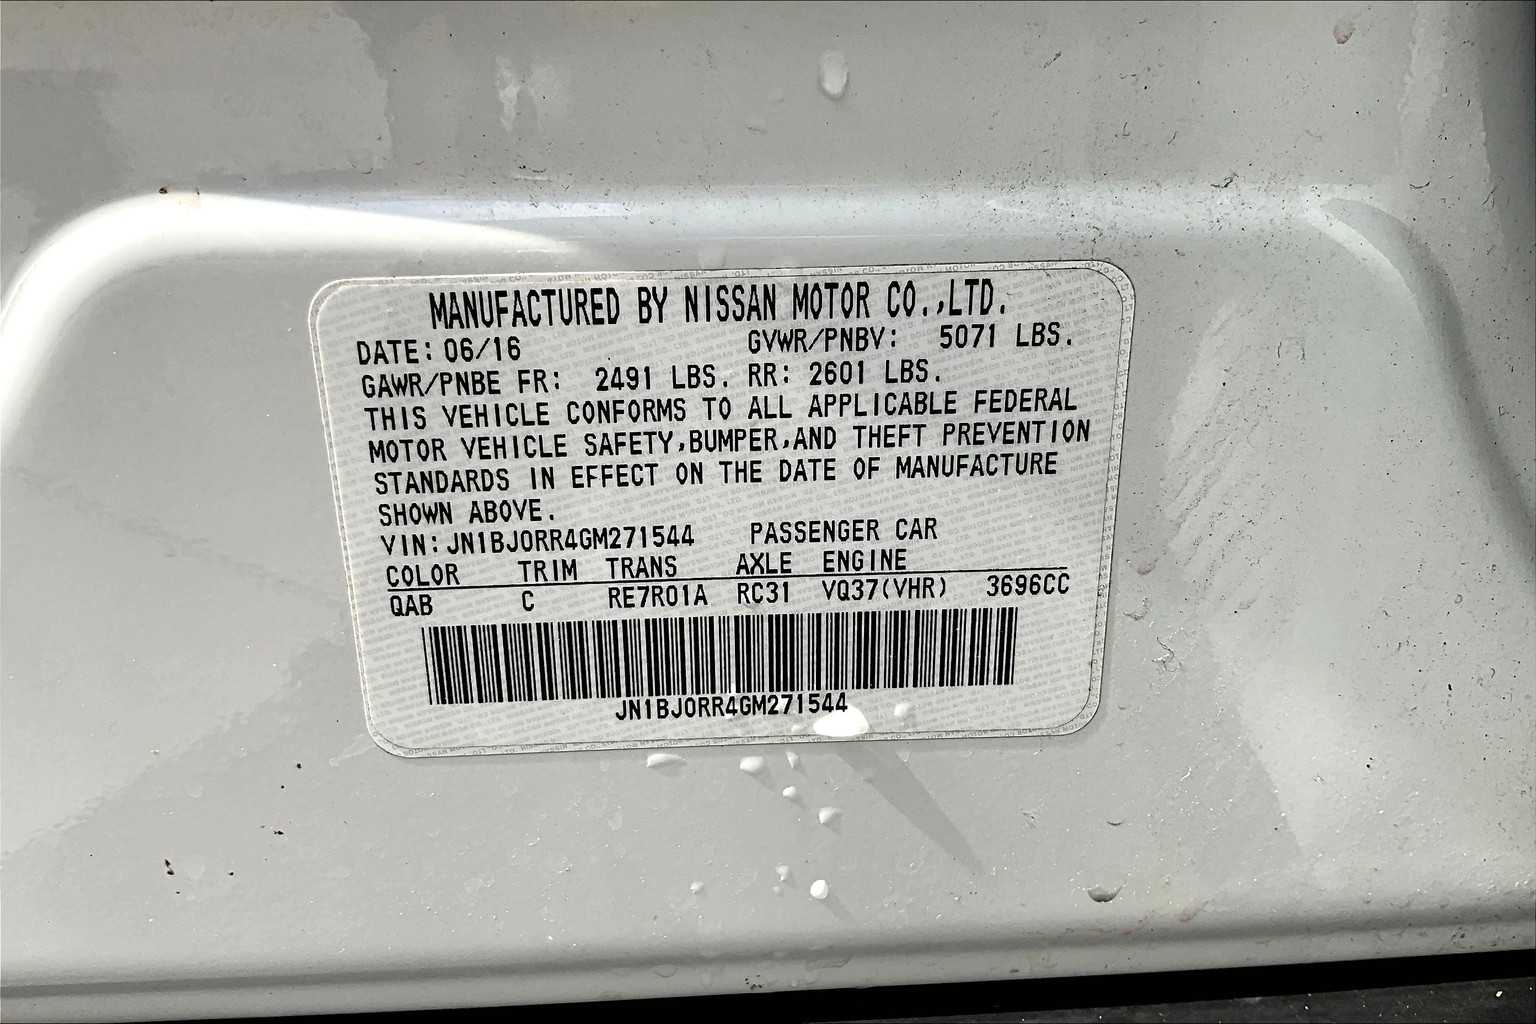 MANUFACTURED BY NISSAN MOTOR CO.,LTD.
DATE: 06/16 GVWR/PNBV: 5071 LBS.
GAWR/PNBE FR: 2491 LBS. RR: 2601 LBS.
THIS VEHICLE CONFORMS TO ALL APPLICABLE FEDERAL
MOTOR VEHICLE SAFETY,BUMPER,AND THEFT PREVENTION
STANDARDS IN EFFECT ON THE DATE OF MANUFACTURE
SHOWN ABOVE.
VIN:JN1BJ0RR4GM271544 PASSENGER CAR
COLOR TRIM TRANS AXLE ENGINE
QAB C RE7R01A RC31 VQ37(VHR) 3696CC
JN1BJ0RR4GM271544